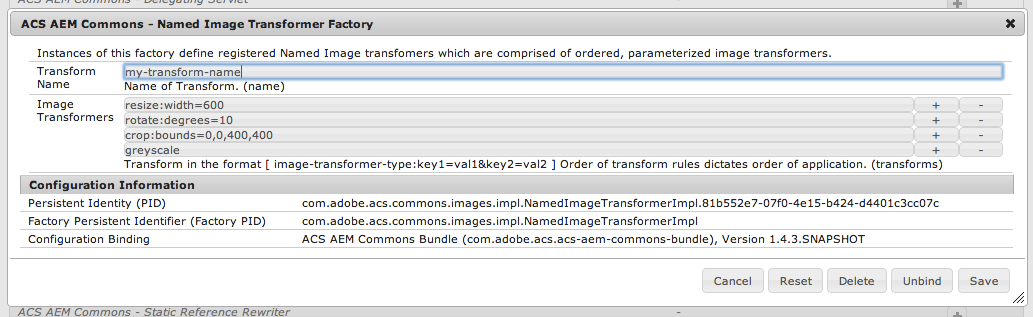 ACS AEM Commons - Delegating Servlet -
ACS AEM Commons - Named Image Transformer Factory
Instances of this factory define registered Named Image transfomers which are comprised of ordered, parameterized image transformers.
Transform Name
my-transform-name
Name of Transform. (name)
Image Transformers
resize:width=600 + -
rotate:degrees=10 + -
crop:bounds=0,0,400,400 + -
greyscale + -
Transform in the format [ image-transformer-type:key1=val1&key2=val2 ] Order of transform rules dictates order of application. (transforms)
Configuration Information
Persistent Identity (PID) com.adobe.acs.commons.images.impl.NamedImageTransformerImpl.81b552e7-07f0-4e15-b424-d4401c3cc07c
Factory Persistent Identifier (Factory PID) com.adobe.acs.commons.images.impl.NamedImageTransformerImpl
Configuration Binding ACS AEM Commons Bundle (com.adobe.acs.acs-aem-commons-bundle), Version 1.4.3.SNAPSHOT
Cancel Reset Delete Unbind Save
ACS AEM Commons - Static Reference Rewriter -